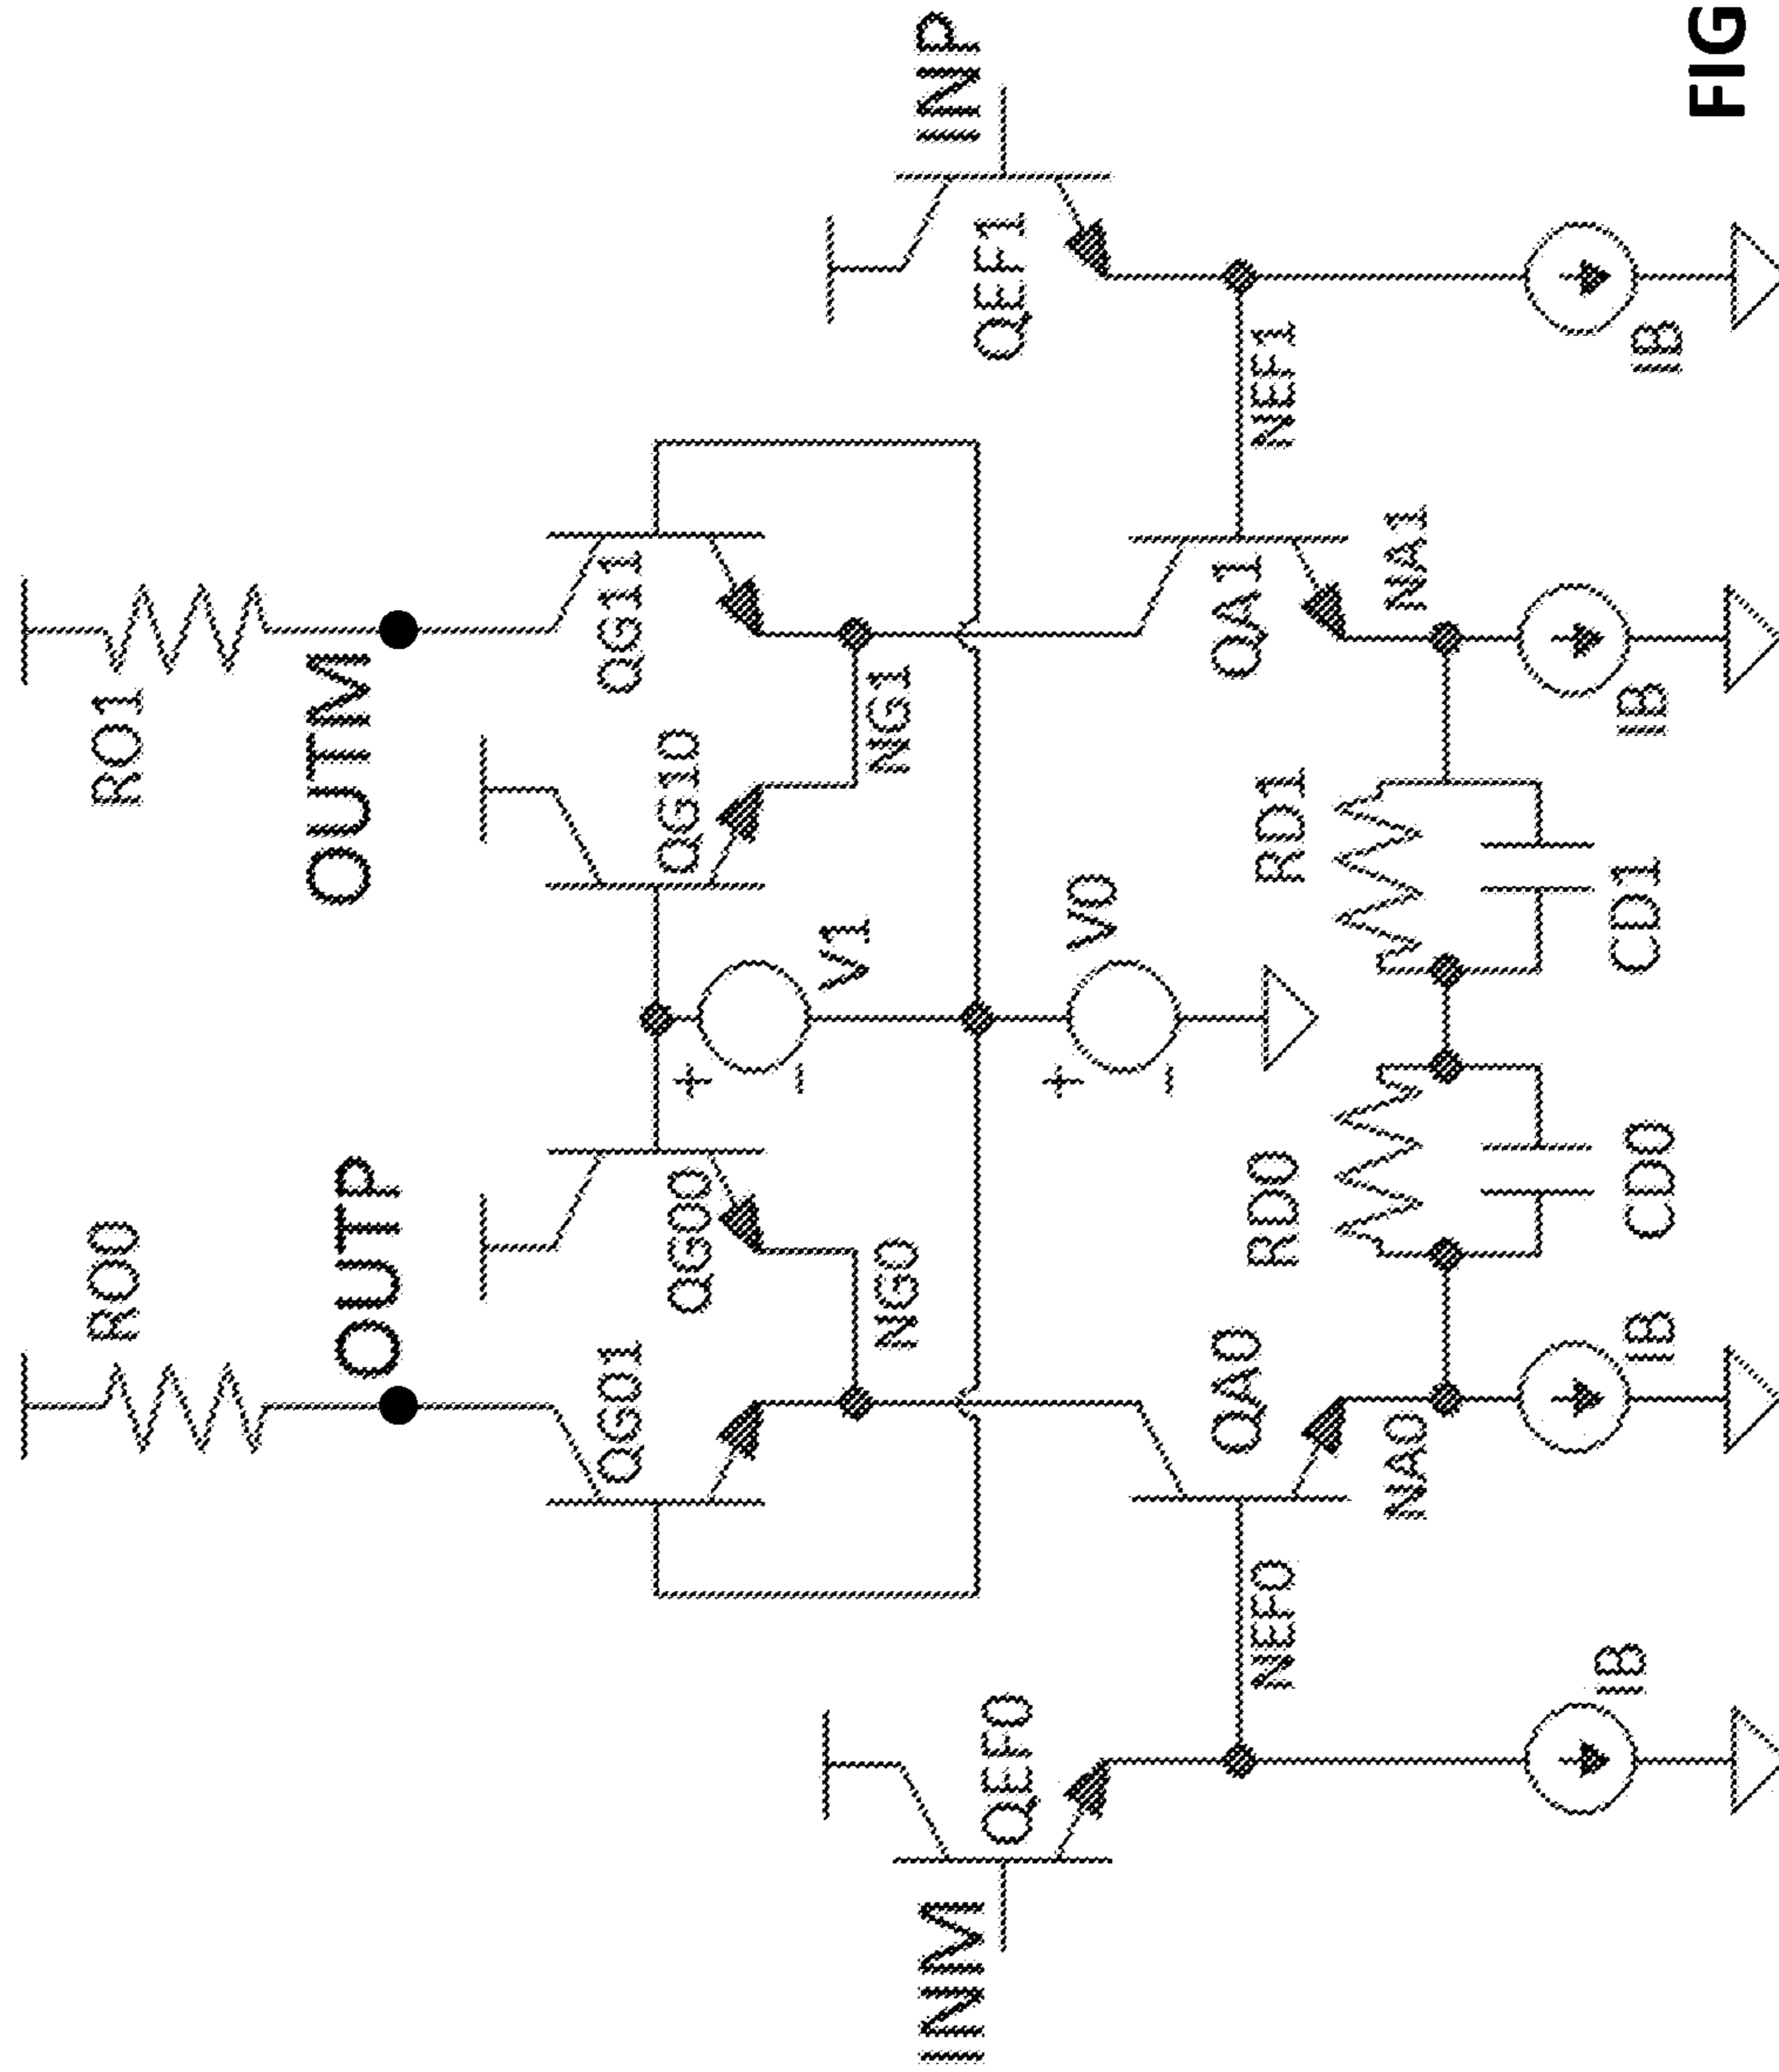 RO0
RO1
OUTP
OUTM
QG01
QG00
QG10
QG11
NG0
NG1
+
-
V1
INM
INP
QEF0
QEF1
+
-
V0
QA0
QA1
NEF0
NEF1
RD0
RD1
NA0
NA1
IB
IB
CD0
CD1
IB
IB
FIG